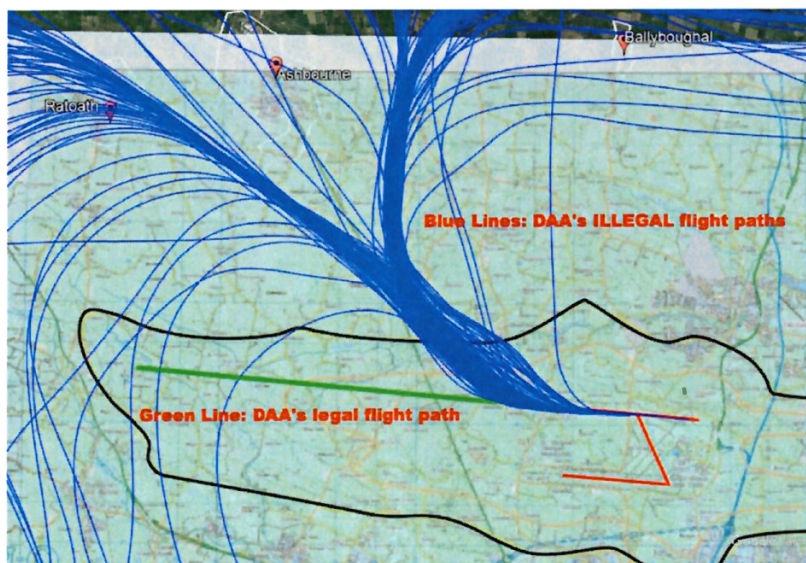 Ballyboughal
Ashbourne
Ratoath
Blue Lines: DAA's ILLEGAL flight paths
Green Line: DAA's legal flight path